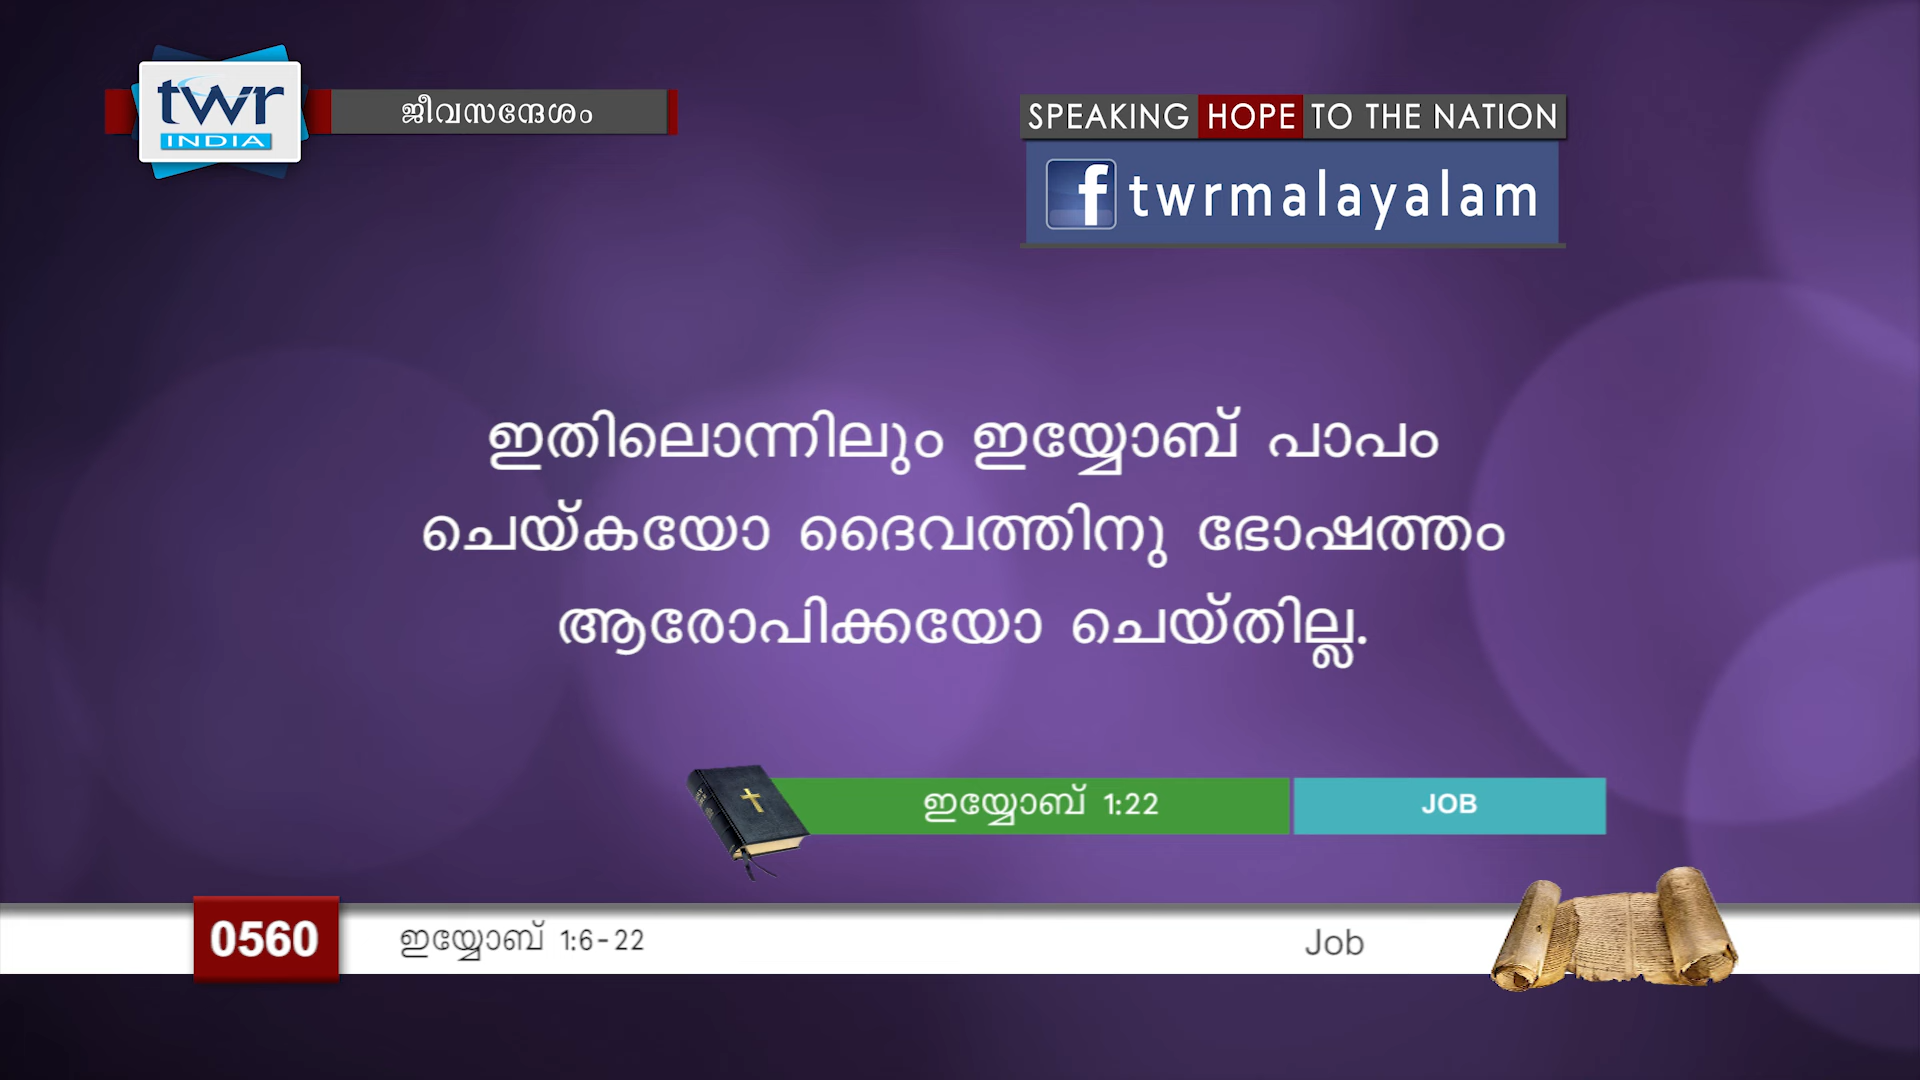 twr
INDIA
ജീവസന്ദേശം
SPEAKING HOPE TO THE NATION
f twrmalayalam
ഇതിലൊന്നിലും ഇയ്യോബ് പാപം
ചെയ്കയോ ദൈവത്തിനു ഭോഷത്തം
ആരോപിക്കയോ ചെയ്തില്ല.
ഇയ്യോബ് 1:22
JOB
0560
ഇയ്യോബ് 1:6-22
Job